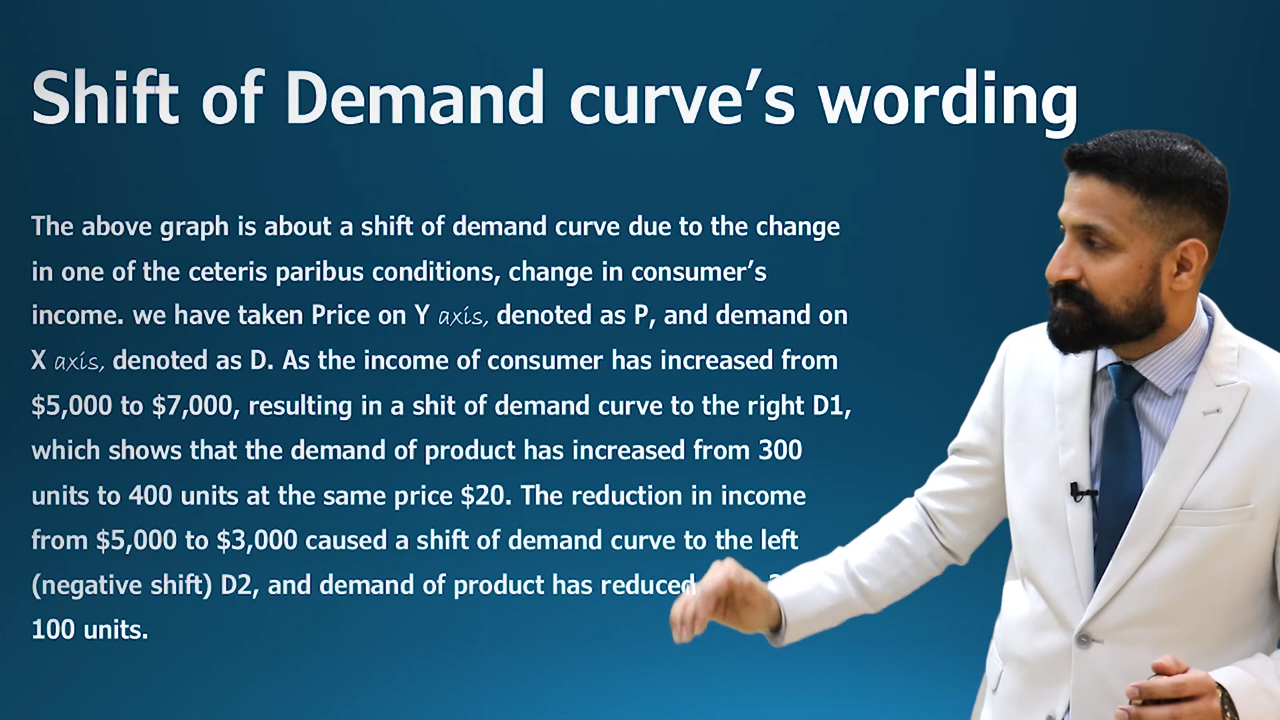 Shift of Demand curve’s wording
The above graph is about a shift of demand curve due to the change
in one of the ceteris paribus conditions, change in consumer’s
income. we have taken Price on Y axis, denoted as P, and demand on
X axis, denoted as D. As the income of consumer has increased from
$5,000 to $7,000, resulting in a shit of demand curve to the right D1,
which shows that the demand of product has increased from 300
units to 400 units at the same price $20. The reduction in income
from $5,000 to $3,000 caused a shift of demand curve to the left
(negative shift) D2, and demand of product has reduced
100 units.